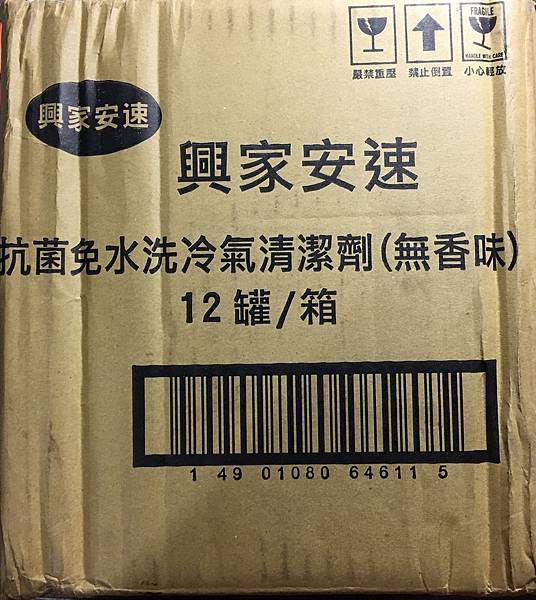 FRAGILE
HANDLE WITH CARE
嚴禁重壓 禁止倒置 小心輕放
興家安速
興家安速
抗菌免水洗冷氣清潔劑(無香味)
12罐/箱
1 49 01080 64611 5